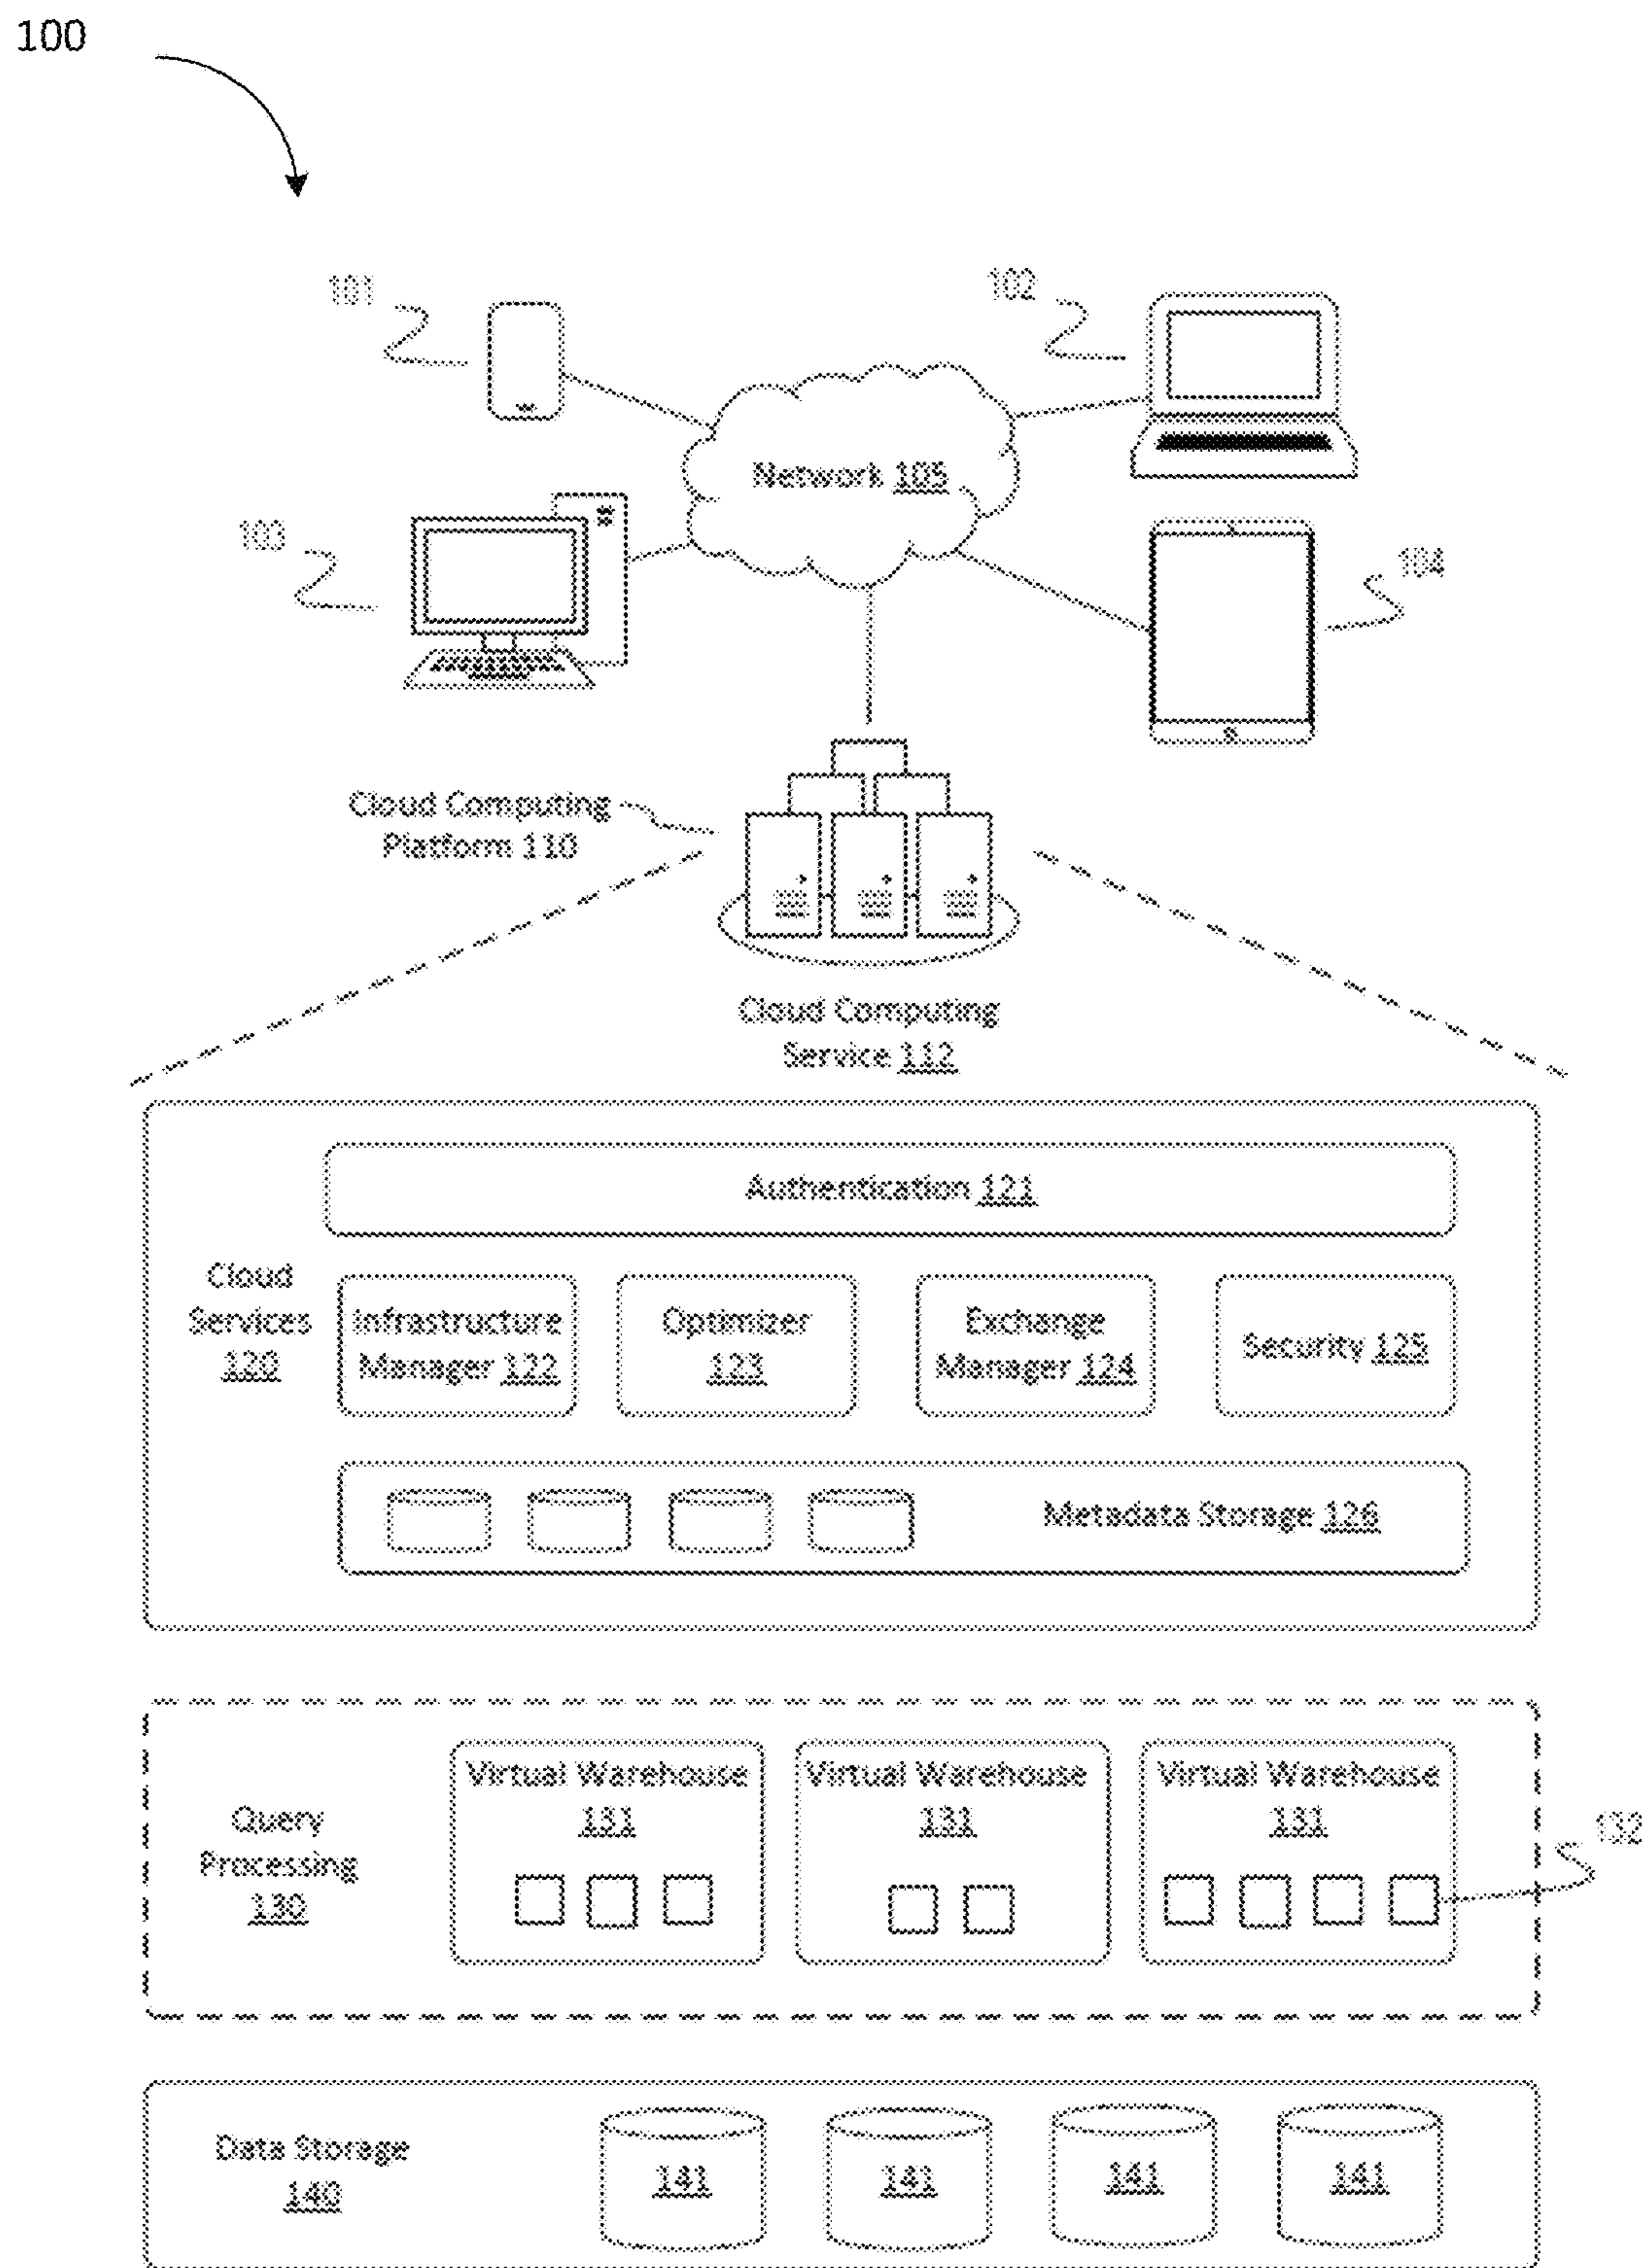 100
101
102
Network 105
103
104
Cloud Computing
Platform 110
Cloud Computing
Service 112
Authentication 121
Cloud
Services
120
Infrastructure
Manager 122
Optimizer
123
Exchange
Manager 124
Security 125
Metadata Storage 126
Query
Processing
130
Virtual Warehouse
131
Virtual Warehouse
131
Virtual Warehouse
131
132
Data Storage
140
141
141
141
141